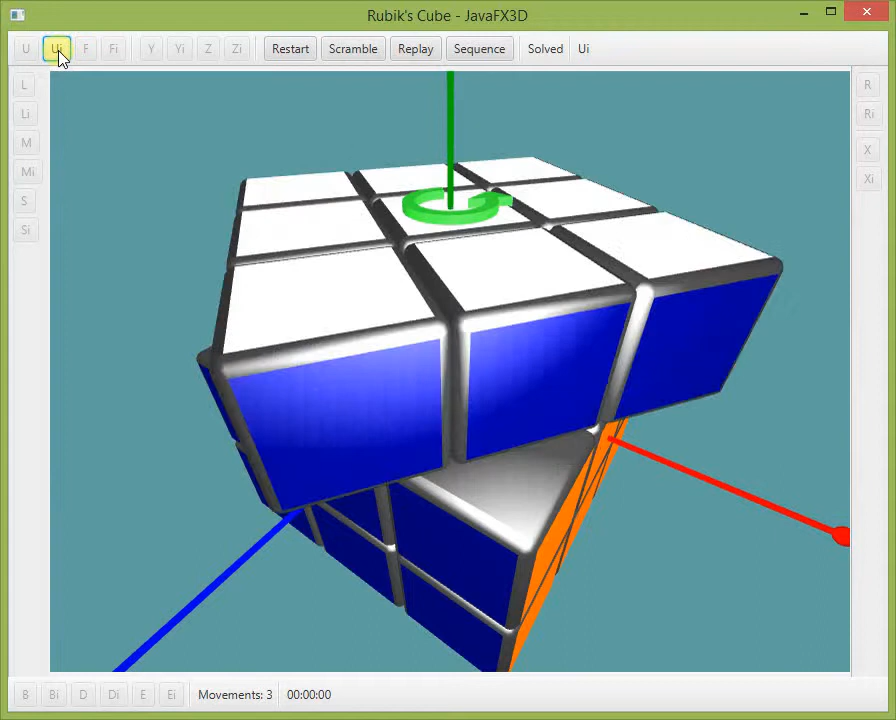 Rubik's Cube - JavaFX3D
U Ui F Fi Y Yi Z Zi Restart Scramble Replay Sequence Solved Ui
L
Li
M
Mi
S
Si
R
Ri
X
Xi
B Bi D Di E Ei Movements: 3 00:00:00